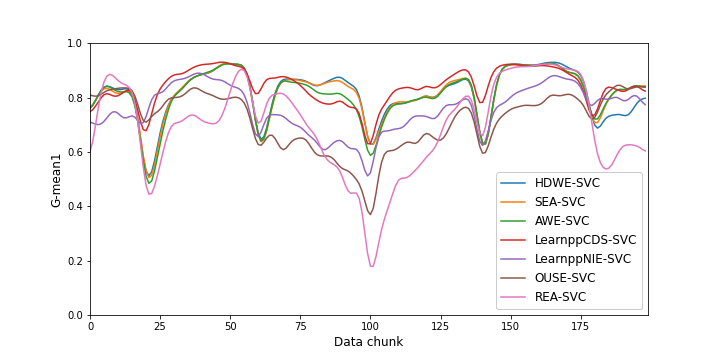 1.0
0.8
0.6
0.4
0.2
0.0
G-mean1
0 25 50 75 100 125 150 175
Data chunk
HDWE-SVC
SEA-SVC
AWE-SVC
LearnppCDS-SVC
LearnppNIE-SVC
OUSE-SVC
REA-SVC